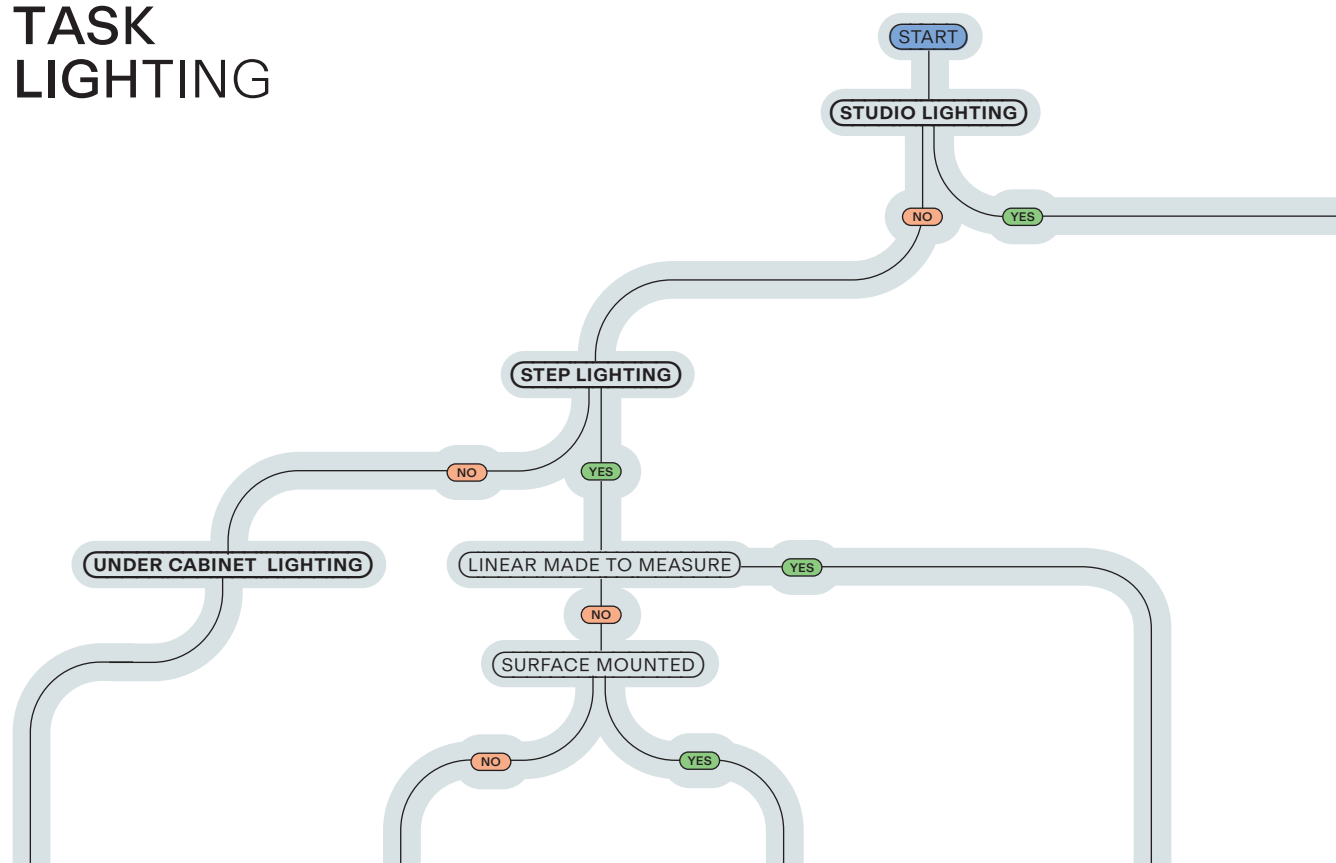 TASK
LIGHTING
START
STUDIO LIGHTING
NO
YES
STEP LIGHTING
NO
YES
UNDER CABINET LIGHTING
LINEAR MADE TO MEASURE
YES
NO
SURFACE MOUNTED
NO
YES